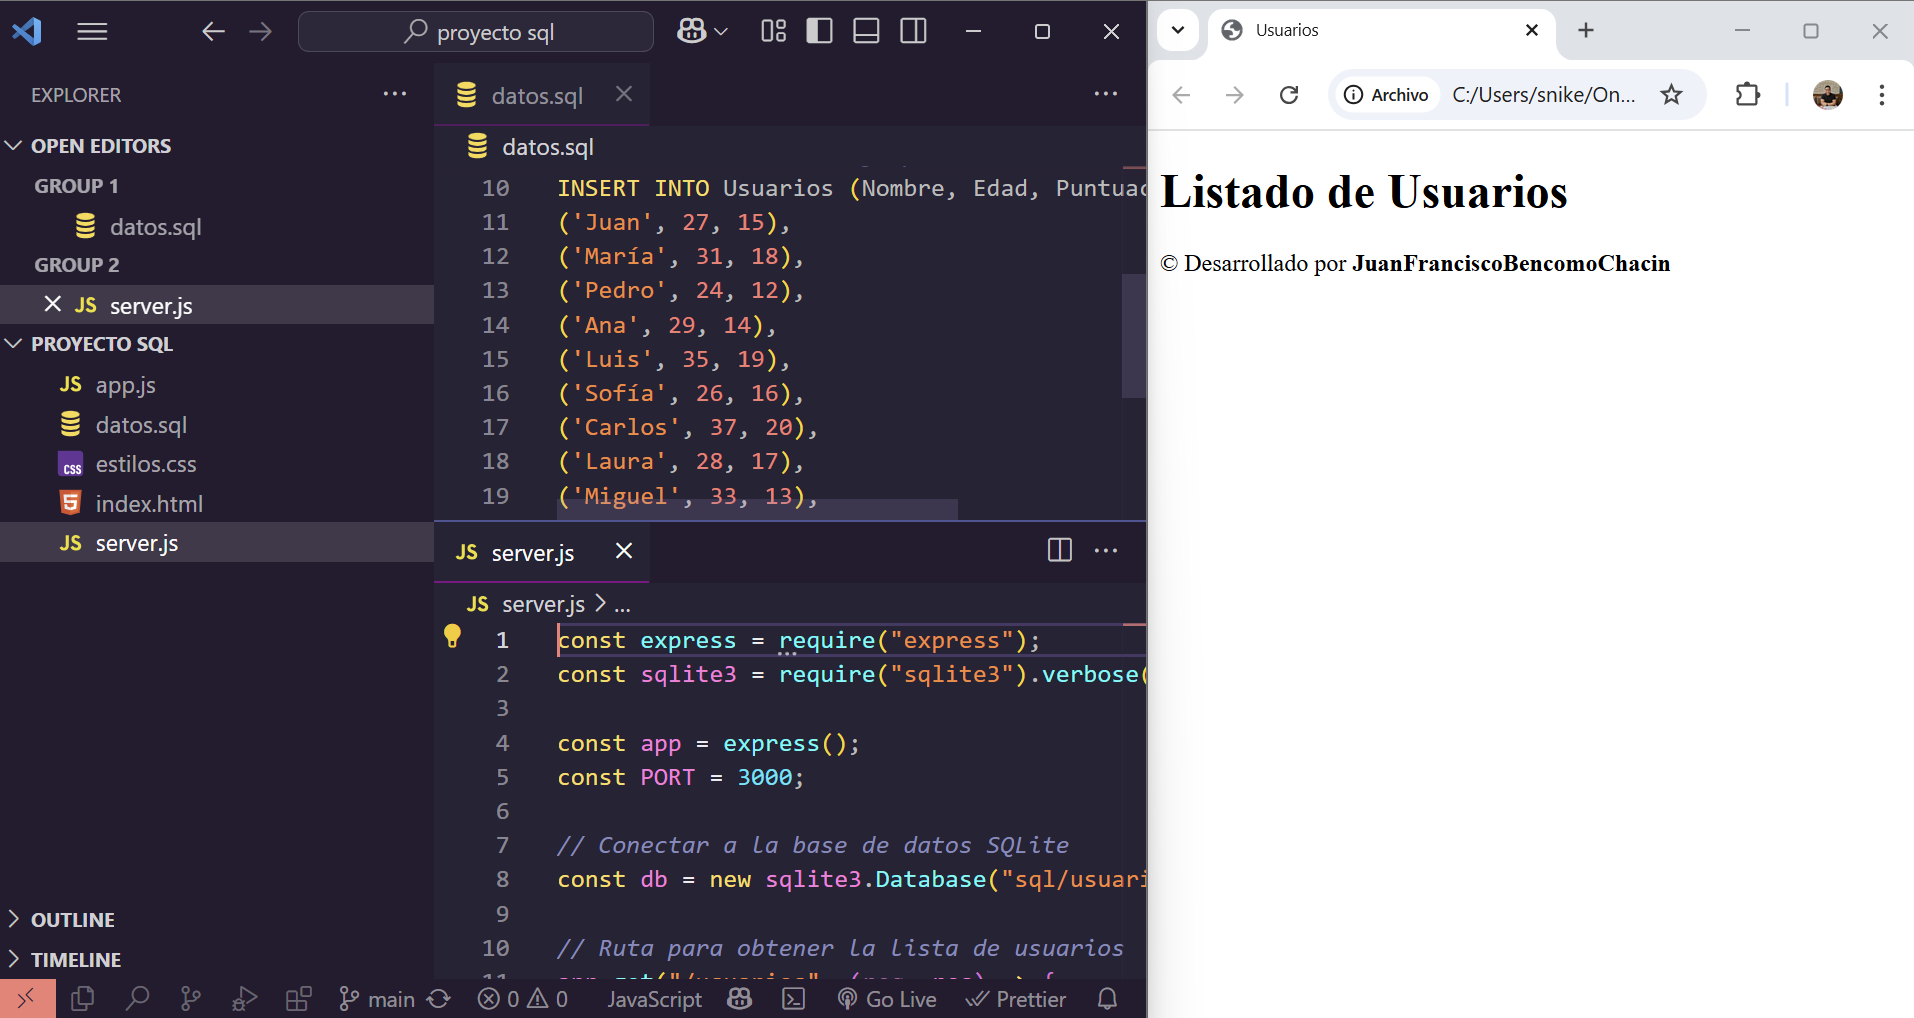 proyecto sql
EXPLORER
OPEN EDITORS
GROUP 1
datos.sql
GROUP 2
JS server.js
PROYECTO SQL
JS app.js
datos.sql
css estilos.css
5 index.html
JS server.js
OUTLINE
TIMELINE
datos.sql
datos.sql
10 INSERT INTO Usuarios (Nombre, Edad, Puntuac
11 ('Juan', 27, 15),
12 ('María', 31, 18),
13 ('Pedro', 24, 12),
14 ('Ana', 29, 14),
15 ('Luis', 35, 19),
16 ('Sofía', 26, 16),
17 ('Carlos', 37, 20),
18 ('Laura', 28, 17),
19 ('Miguel', 33, 13),
JS server.js
JS server.js > ...
1 const express = require("express");
2 const sqlite3 = require("sqlite3").verbose(
3
4 const app = express();
5 const PORT = 3000;
6
7 // Conectar a la base de datos SQLite
8 const db = new sqlite3.Database("sql/usuari
9
10 // Ruta para obtener la lista de usuarios
11 app.get("/usuarios", (req, res) => {
main 0 0 JavaScript Go Live Prettier
Usuarios
Archivo C:/Users/snike/On...
Listado de Usuarios
© Desarrollado por JuanFranciscoBencomoChacin